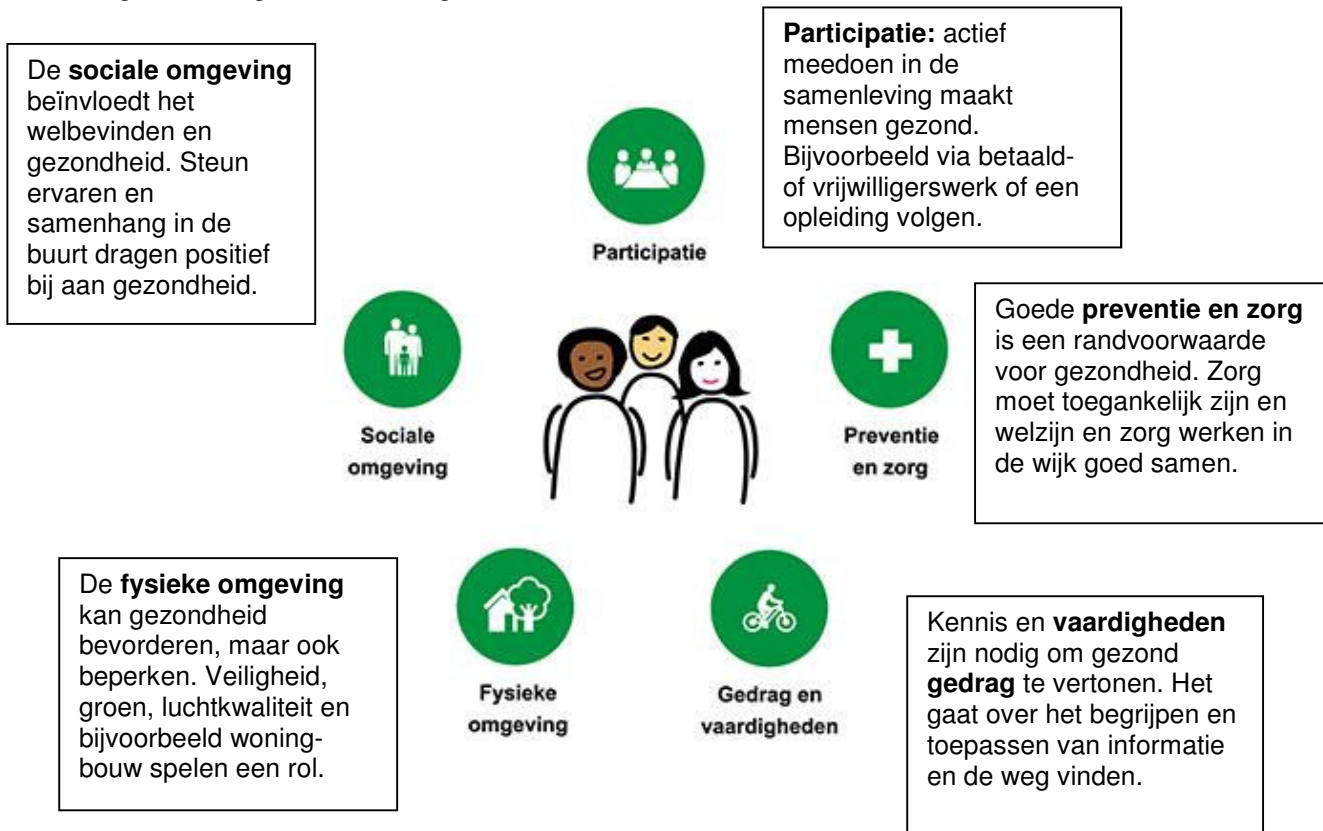 De sociale omgeving
beïnvloedt het
welbevinden en
gezondheid. Steun
ervaren en
samenhang in de
buurt dragen positief
bij aan gezondheid.
Participatie: actief
meedoen in de
samenleving maakt
mensen gezond.
Bijvoorbeeld via betaald-
of vrijwilligerswerk of een
opleiding volgen.
Participatie
Sociale
omgeving
Preventie
en zorg
Goede preventie en zorg
is een randvoorwaarde
voor gezondheid. Zorg
moet toegankelijk zijn en
welzijn en zorg werken in
de wijk goed samen.
De fysieke omgeving
kan gezondheid
bevorderen, maar ook
beperken. Veiligheid,
groen, luchtkwaliteit en
bijvoorbeeld woning-
bouw spelen een rol.
Fysieke
omgeving
Gedrag en
vaardigheden
Kennis en vaardigheden
zijn nodig om gezond
gedrag te vertonen. Het
gaat over het begrijpen en
toepassen van informatie
en de weg vinden.